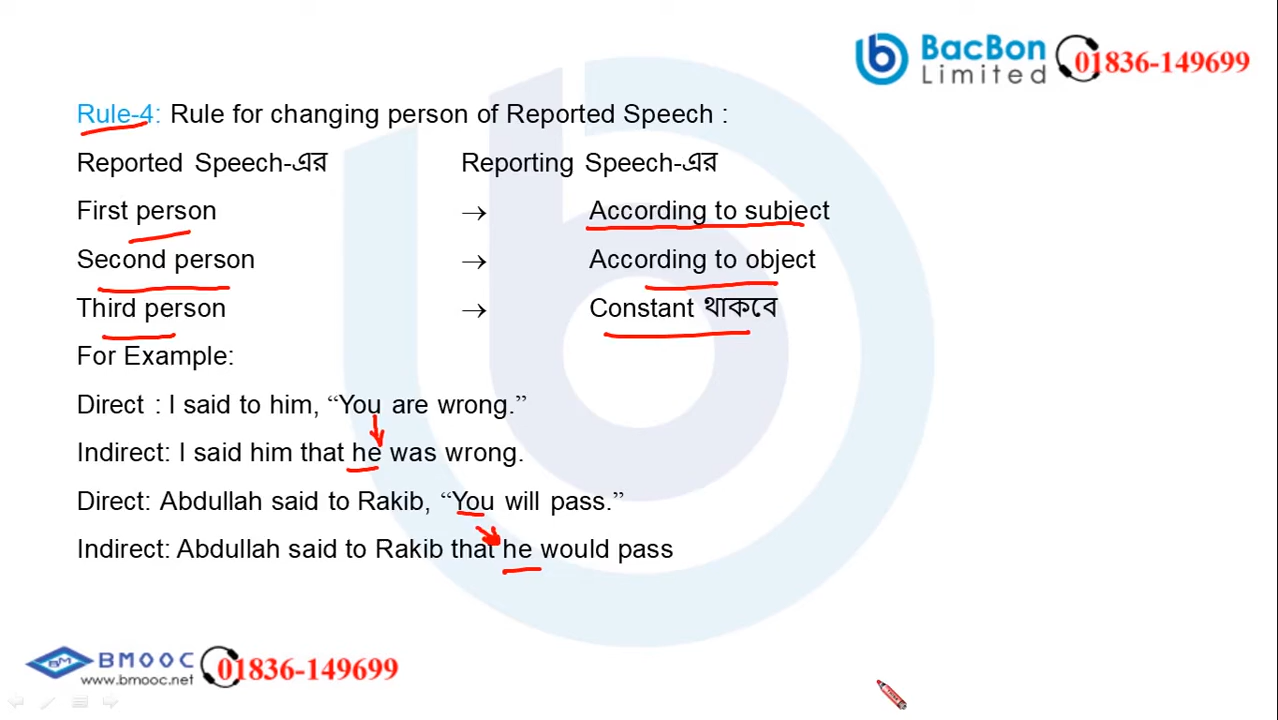 BacBon
Limited
01836-149699
Rule-4: Rule for changing person of Reported Speech :
Reported Speech-এর Reporting Speech-এর
First person → According to subject
Second person → According to object
Third person → Constant থাকবে
For Example:
Direct : I said to him, “You are wrong.”
Indirect: I said him that he was wrong.
Direct: Abdullah said to Rakib, “You will pass.”
Indirect: Abdullah said to Rakib that he would pass
BM BMOOC
www.bmooc.net
01836-149699